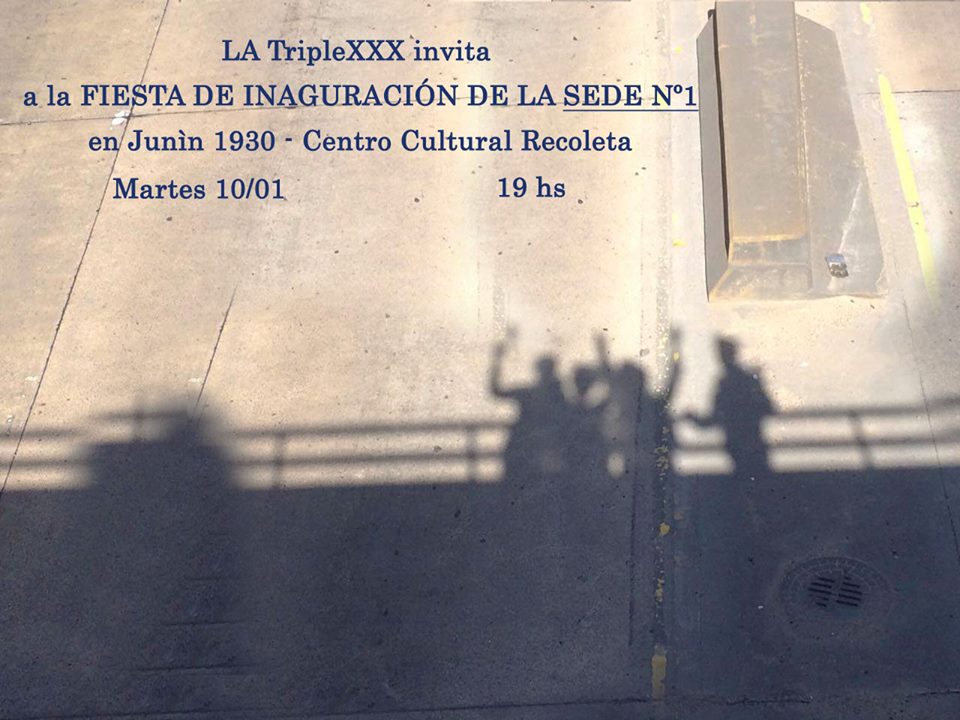 LA TripleXXX invita
a la FIESTA DE INAGURACIÓN DE LA SEDE Nº1
en Junìn 1930 - Centro Cultural Recoleta
Martes 10/01 19 hs